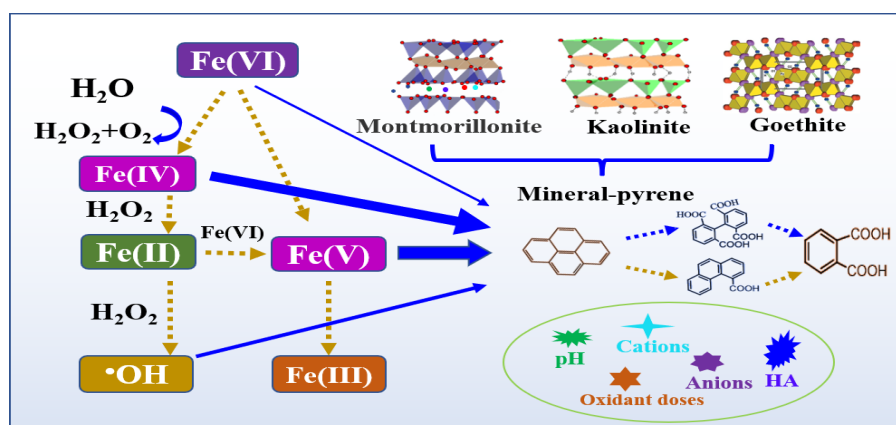 Fe(VI)
H₂O
H₂O₂+O₂
Fe(IV)
H₂O₂
Fe(II)
Fe(VI)
Fe(V)
H₂O₂
•OH
Fe(III)
Montmorillonite
Kaolinite
Goethite
Mineral-pyrene
COOH
HOOC
COOH
COOH
COOH
COOH
COOH
pH
Cations
Oxidant doses
Anions
HA